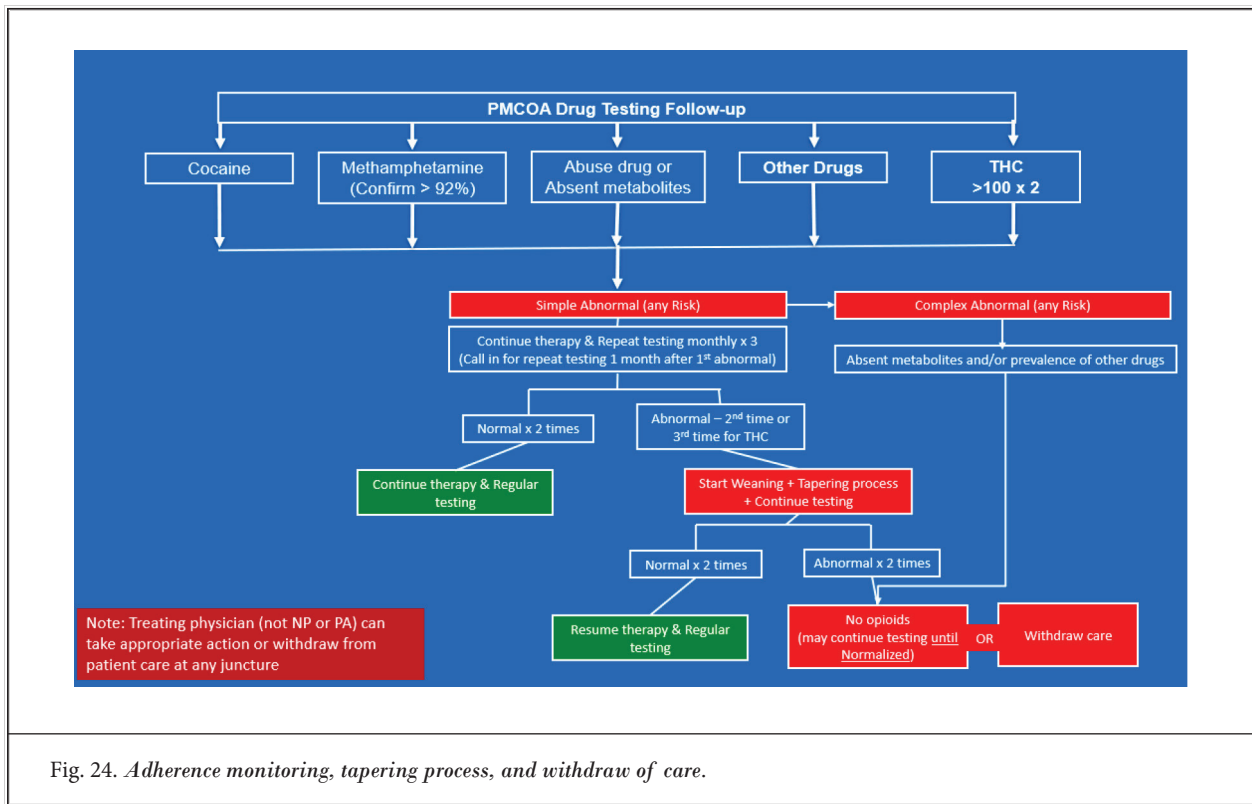 PMCOA Drug Testing Follow-up
Cocaine
Methamphetamine
(Confirm > 92%)
Abuse drug or
Absent metabolites
Other Drugs
THC
>100 x 2
Simple Abnormal (any Risk)
Complex Abnormal (any Risk)
Continue therapy & Repeat testing monthly x 3
(Call in for repeat testing 1 month after 1st abnormal)
Absent metabolites and/or prevalence of other drugs
Normal x 2 times
Abnormal – 2nd time or
3rd time for THC
Continue therapy & Regular
testing
Start Weaning + Tapering process
+ Continue testing
Normal x 2 times
Abnormal x 2 times
Note: Treating physician (not NP or PA) can
take appropriate action or withdraw from
patient care at any juncture
Resume therapy & Regular
testing
No opioids
(may continue testing until
Normalized)
OR
Withdraw care
Fig. 24. Adherence monitoring, tapering process, and withdraw of care.